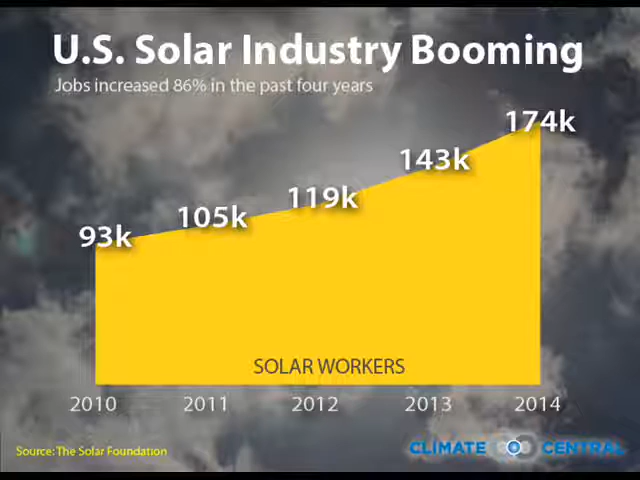 U.S. Solar Industry Booming
Jobs increased 86% in the past four years
174k
143k
119k
105k
93k
SOLAR WORKERS
2010 2011 2012 2013 2014
Source: The Solar Foundation
CLIMATE CENTRAL